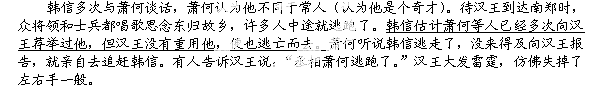 韩信多次与萧何谈话，萧何认为他不同于常人（认为他是个奇才）。待汉王到达南郑时，
众将领和士兵都唱歌思念东归故乡，许多人中途就逃跑了。韩信估计萧何等人已经多次向汉
王荐举过他，但汉王没有重用他，便也逃亡而去。萧何听说韩信逃走了，没来得及向汉王报
告，就亲自去追赶韩信。有人告诉汉王说：“丞相萧何逃跑了。”汉王大发雷霆，仿佛失掉了
左右手一般。